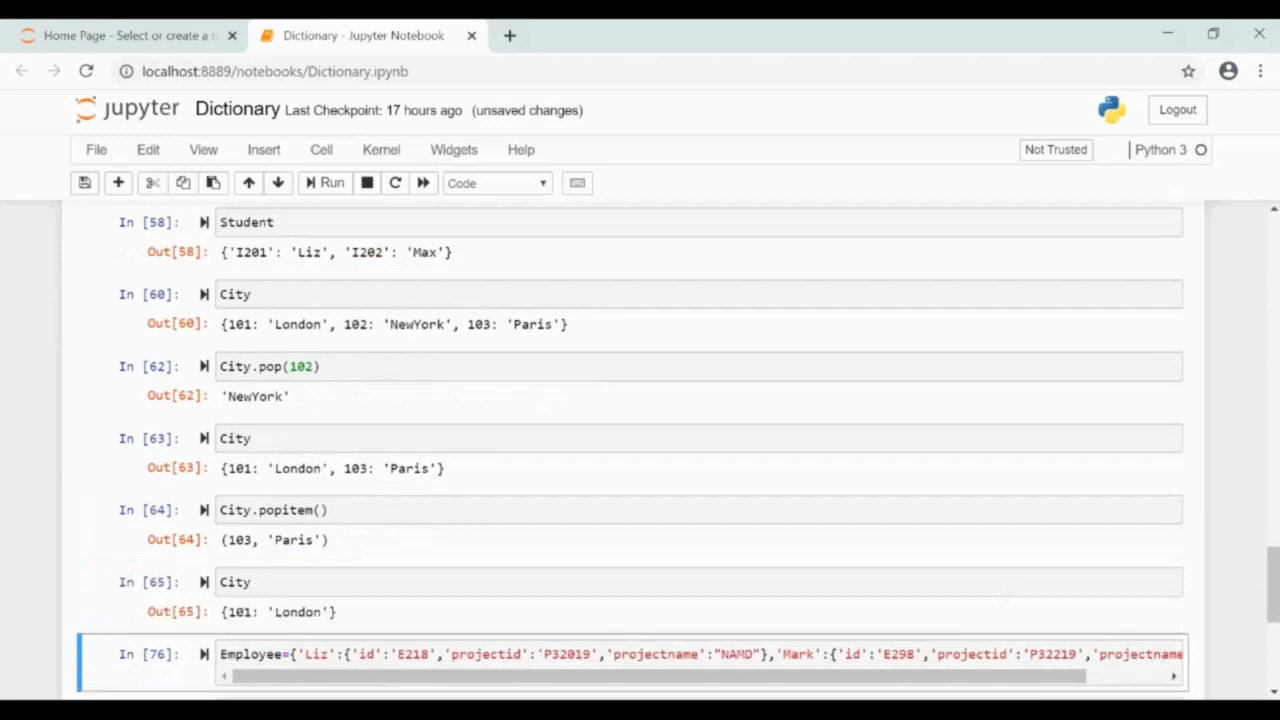 Home Page - Select or create a n
Dictionary - Jupyter Notebook
localhost:8889/notebooks/Dictionary.ipynb
jupyter Dictionary Last Checkpoint: 17 hours ago (unsaved changes) Logout
File Edit View Insert Cell Kernel Widgets Help Not Trusted Python 3
Run Code
In [58]: Student
Out[58]: {'I201': 'Liz', 'I202': 'Max'}
In [60]: City
Out[60]: {101: 'London', 102: 'NewYork', 103: 'Paris'}
In [62]: City.pop(102)
Out[62]: 'NewYork'
In [63]: City
Out[63]: {101: 'London', 103: 'Paris'}
In [64]: City.popitem()
Out[64]: (103, 'Paris')
In [65]: City
Out[65]: {101: 'London'}
In [76]: Employee={'Liz':{'id':'E218','projectid':'P32019','projectname':"NAMD"},'Mark':{'id':'E298','projectid':'P32219','projectname